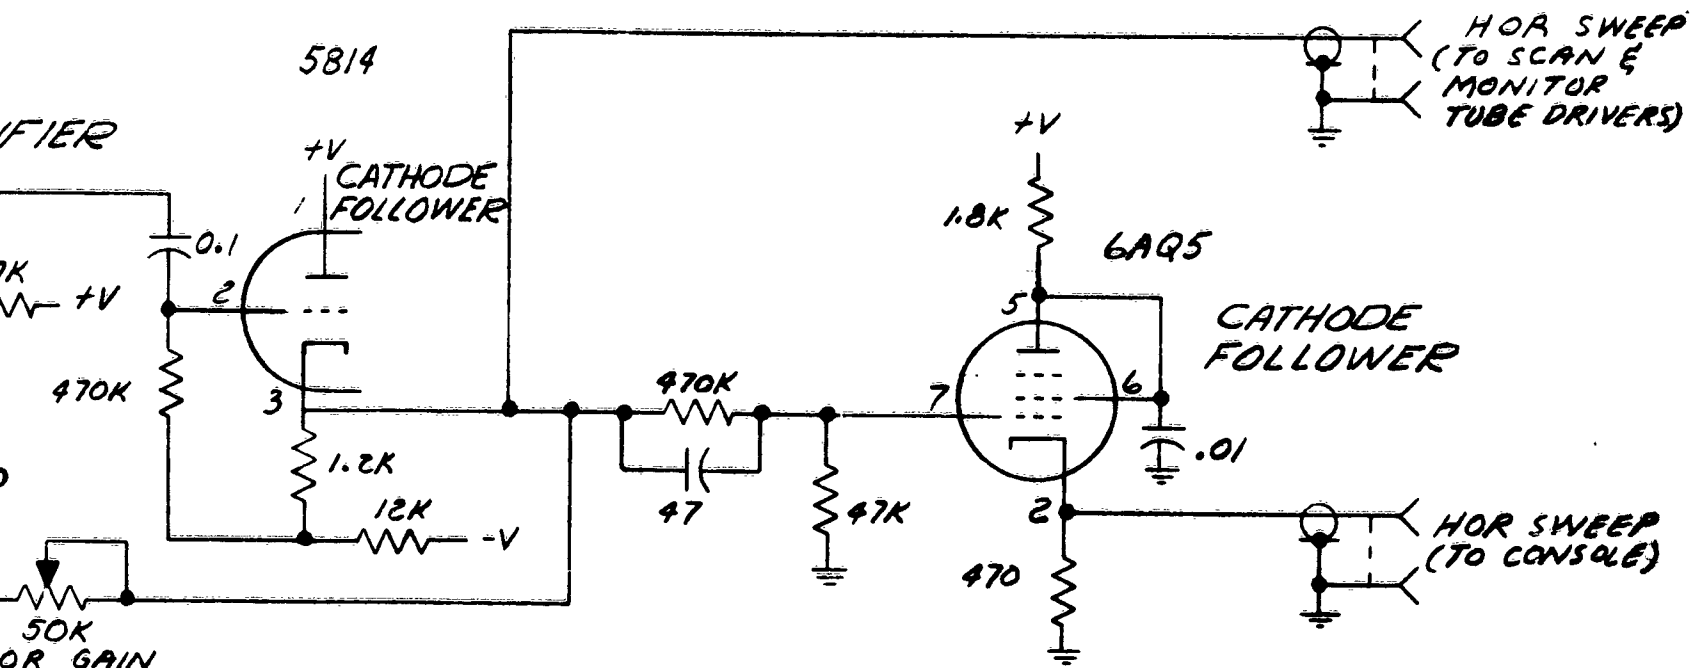 5814
HOR SWEEP
(TO SCAN &
MONITOR
TUBE DRIVERS)
+V
+V
CATHODE
FOLLOWER
1
0.1
1.8K
6AQ5
+V
2
5
CATHODE
FOLLOWER
470K
3
470K
7
6
.01
1.2K
12K
-V
47
47K
2
HOR SWEEP
(TO CONSOLE)
470
50K
GAIN